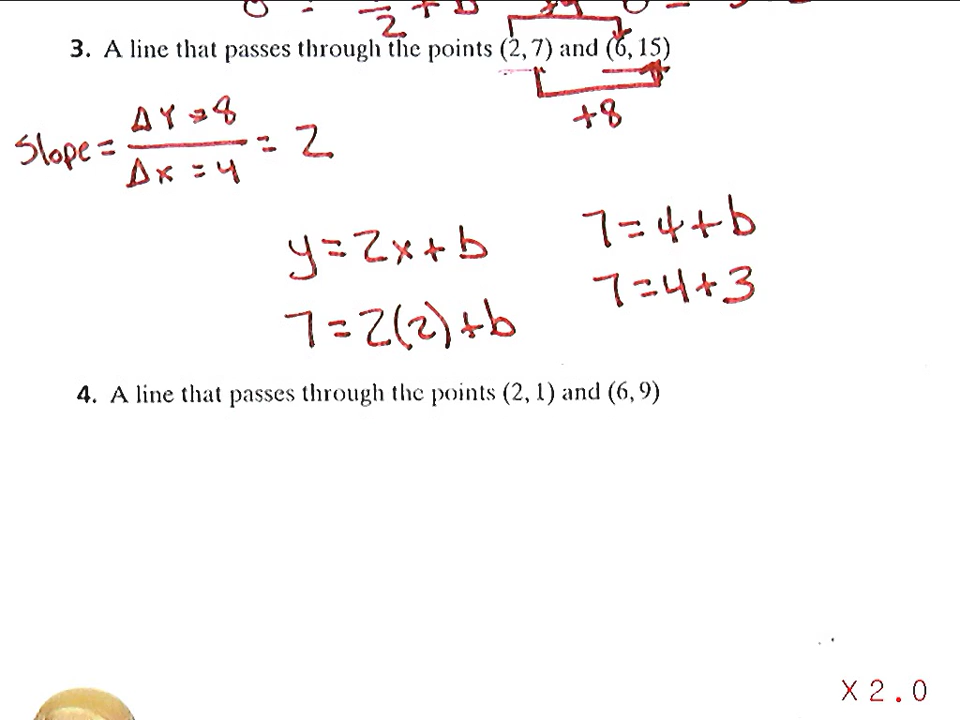 3. A line that passes through the points (2, 7) and (6, 15)
+8
Slope = ΔY = 8 / Δx = 4 = 2
y = 2x + b
7 = 2(2) + b
7 = 4 + b
7 = 4 + 3
4. A line that passes through the points (2, 1) and (6, 9)
X 2.0